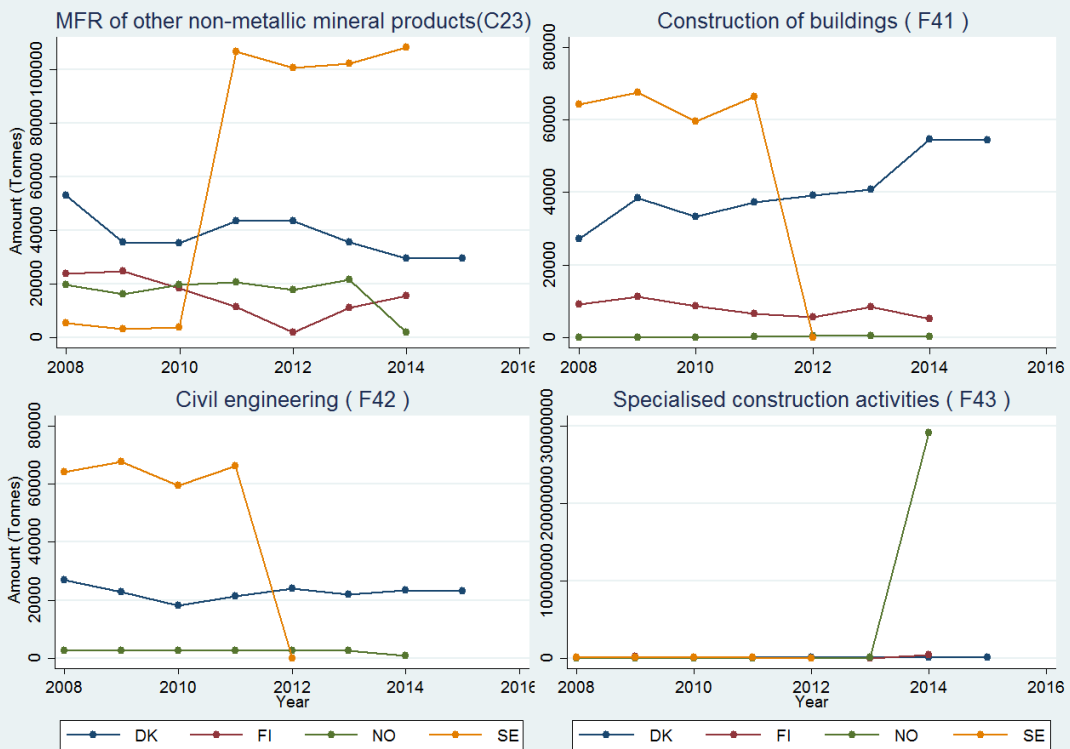 MFR of other non-metallic mineral products(C23)
Amount (Tonnes)
100000
80000
60000
40000
20000
0
2008 2010 2012 2014 2016
Construction of buildings ( F41 )
80000
60000
40000
20000
0
2008 2010 2012 2014 2016
Civil engineering ( F42 )
Amount (Tonnes)
80000
60000
40000
20000
0
2008 2010 2012 2014 2016
Year
DK FI NO SE
Specialised construction activities ( F43 )
30000000
20000000
10000000
0
2008 2010 2012 2014 2016
Year
DK FI NO SE